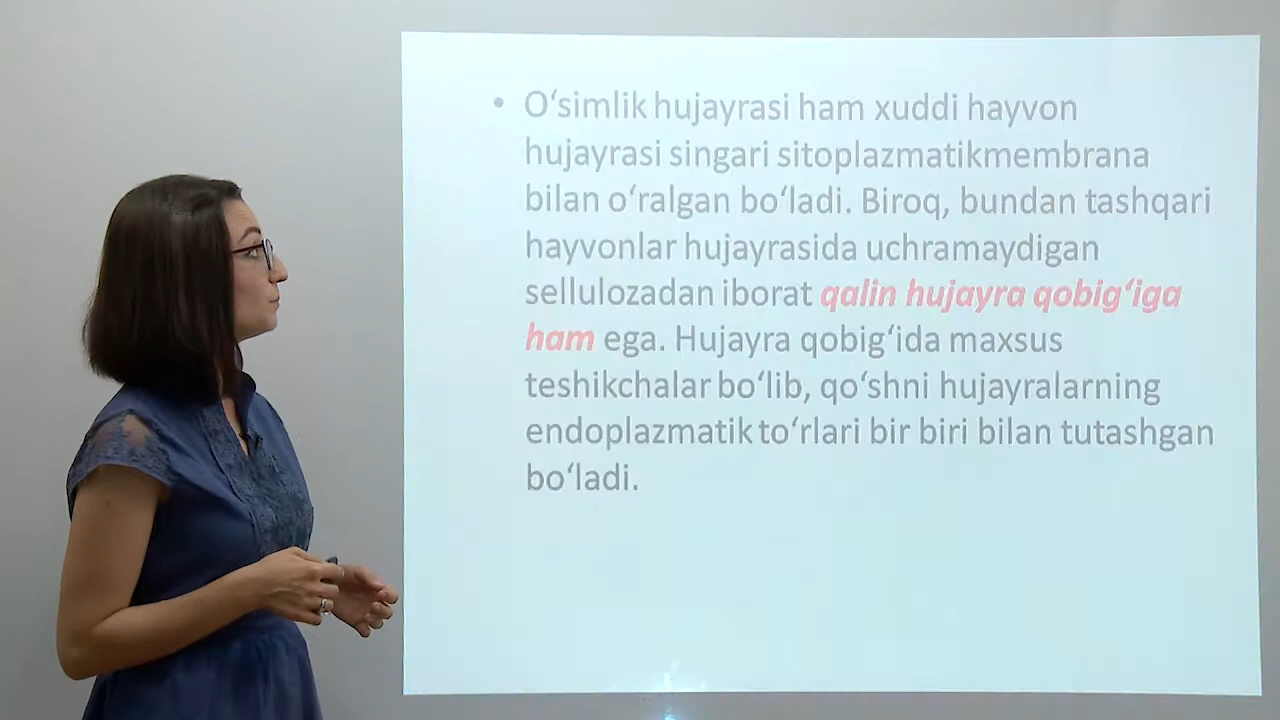 • O‘simlik hujayrasi ham xuddi hayvon
hujayrasi singari sitoplazmatikmembrana
bilan o‘ralgan bo‘ladi. Biroq, bundan tashqari
hayvonlar hujayrasida uchramaydigan
sellulozadan iborat qalin hujayra qobig‘iga
ham ega. Hujayra qobig‘ida maxsus
teshikchalar bo‘lib, qo‘shni hujayralarning
endoplazmatik to‘rlari bir biri bilan tutashgan
bo‘ladi.